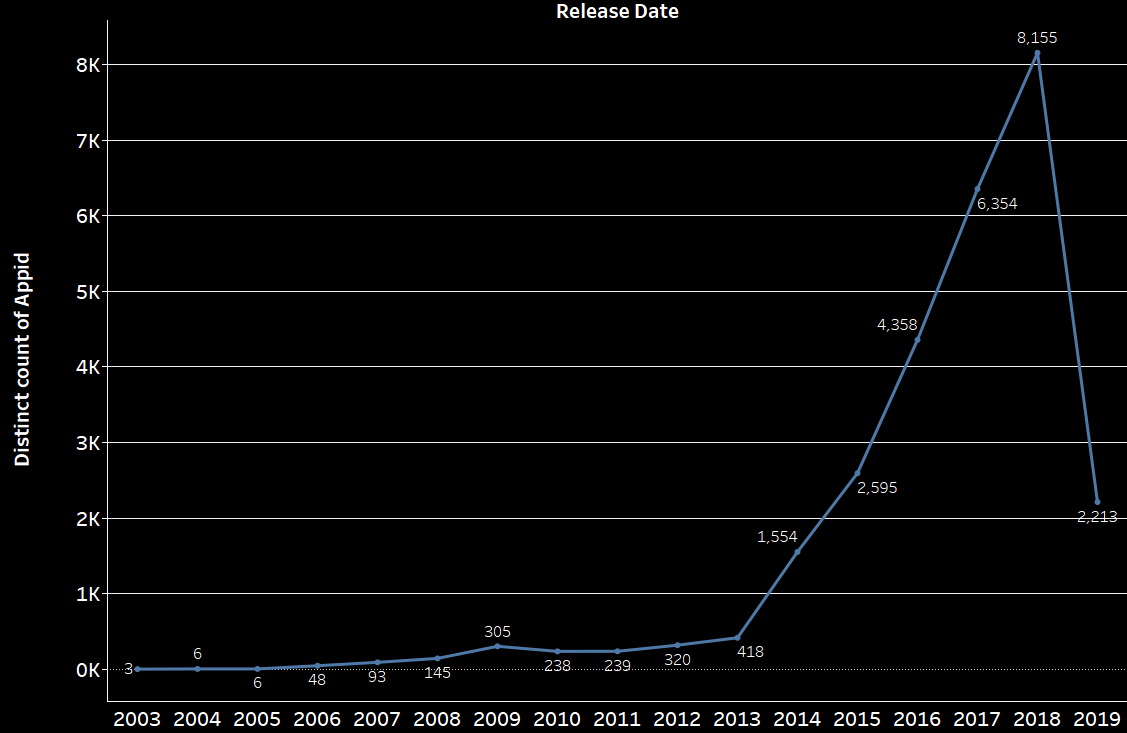 Release Date
Distinct count of Appid
8K
7K
6K
5K
4K
3K
2K
1K
0K
3
6
6
48
93
145
305
238
239
320
418
1,554
2,595
4,358
6,354
8,155
2,213
2003 2004 2005 2006 2007 2008 2009 2010 2011 2012 2013 2014 2015 2016 2017 2018 2019